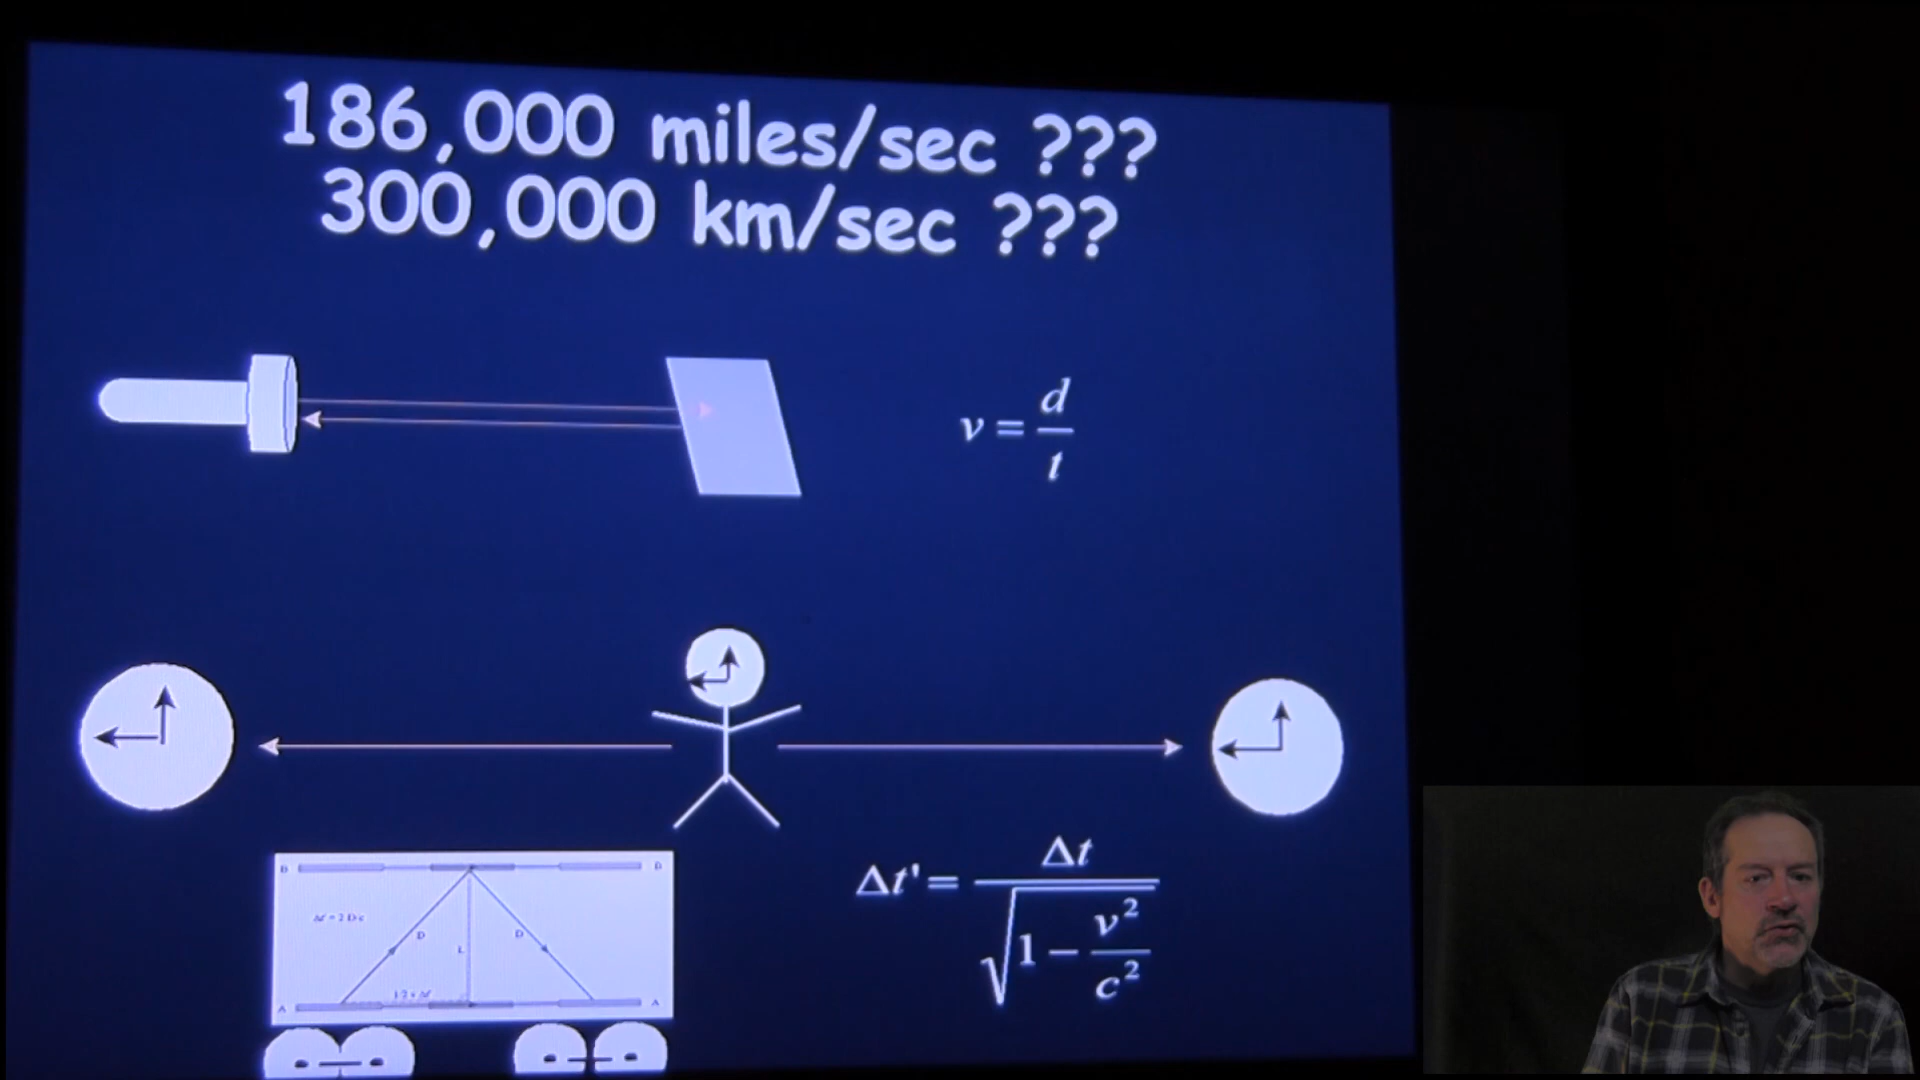 186,000 miles/sec ???
300,000 km/sec ???
v = d/t
Δt' = Δt / √(1 − v²/c²)
B B
D D
L
A A